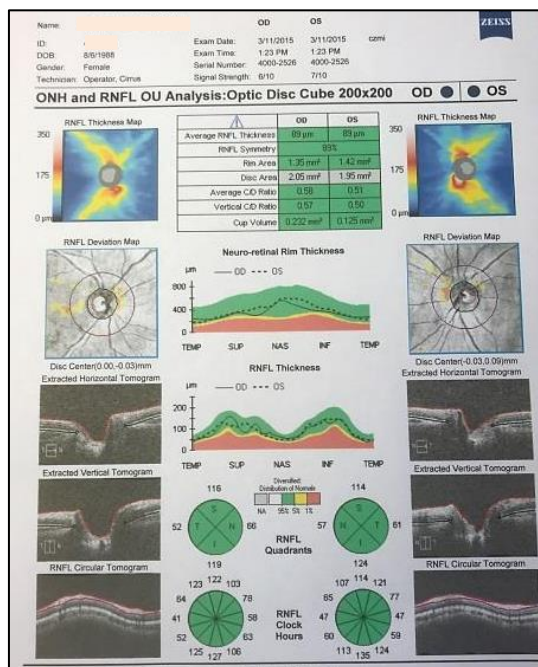 Name:
OD OS
ZEISS
ID:
Exam Date: 3/11/2015 3/11/2015 czmi
DOB: 8/6/1988
Exam Time: 1:23 PM 1:23 PM
Gender: Female
Serial Number: 4000-2526 4000-2526
Technician: Operator, Cirrus
Signal Strength: 6/10 7/10
ONH and RNFL OU Analysis:Optic Disc Cube 200x200 OD OS
RNFL Thickness Map
350
175
0 µm
OD OS
Average RNFL Thickness 89 µm 89 µm
RNFL Symmetry 89%
Rim Area 1.35 mm² 1.42 mm²
Disc Area 2.05 mm² 1.95 mm²
Average C/D Ratio 0.58 0.51
Vertical C/D Ratio 0.57 0.50
Cup Volume 0.232 mm³ 0.125 mm³
RNFL Thickness Map
350
175
0 µm
RNFL Deviation Map
Disc Center(0.00,-0.03)mm
Neuro-retinal Rim Thickness
µm OD OS
800
400
0
TEMP SUP NAS INF TEMP
RNFL Deviation Map
Disc Center(-0.03,0.09)mm
Extracted Horizontal Tomogram
RNFL Thickness
µm OD OS
200
100
0
TEMP SUP NAS INF TEMP
Extracted Horizontal Tomogram
Extracted Vertical Tomogram
Extracted Vertical Tomogram
Diversified:
Distribution of Normals
NA 95% 5% 1%
116
S
52 T N 66
I
119
RNFL
Quadrants
114
S
57 N T 61
I
124
RNFL Circular Tomogram
RNFL Circular Tomogram
122
123 103
64 78
41 58
52 63
125 106
127
RNFL
Clock
Hours
114
107 121
65 77
47 47
60 59
113 124
135